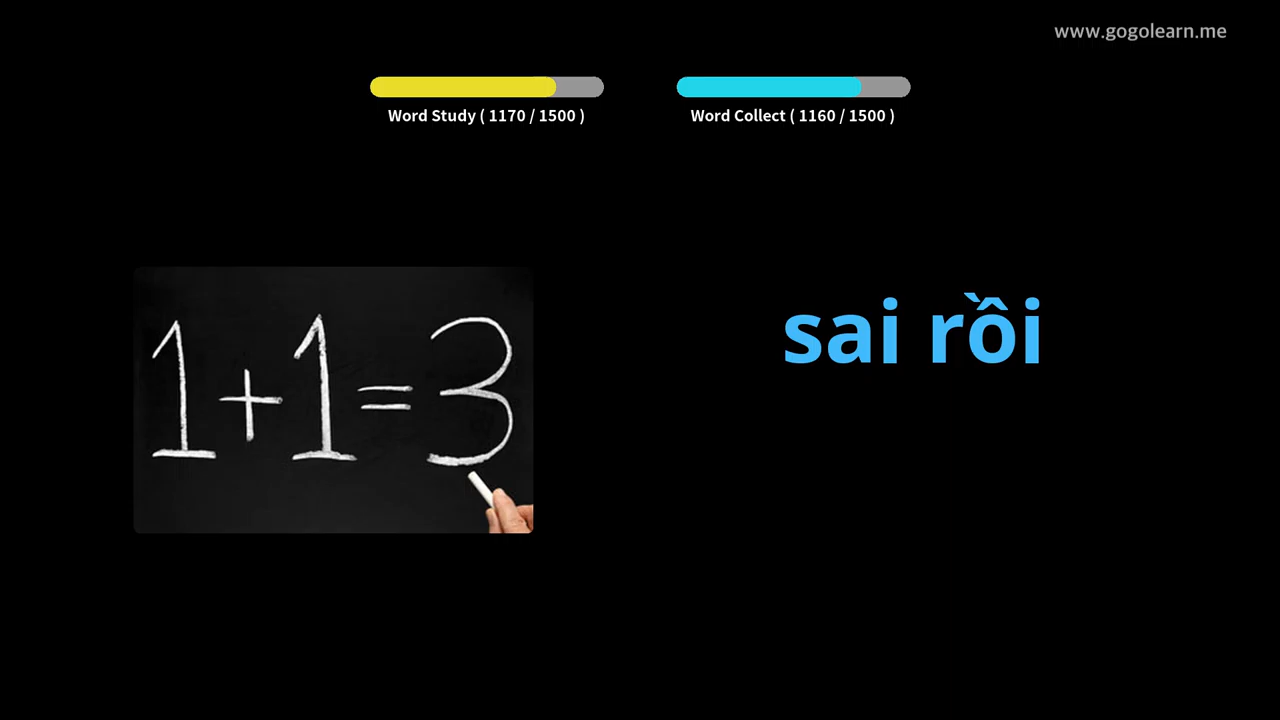 www.gogolearn.me
Word Study ( 1170 / 1500 )
Word Collect ( 1160 / 1500 )
1+1=3
sai rồi